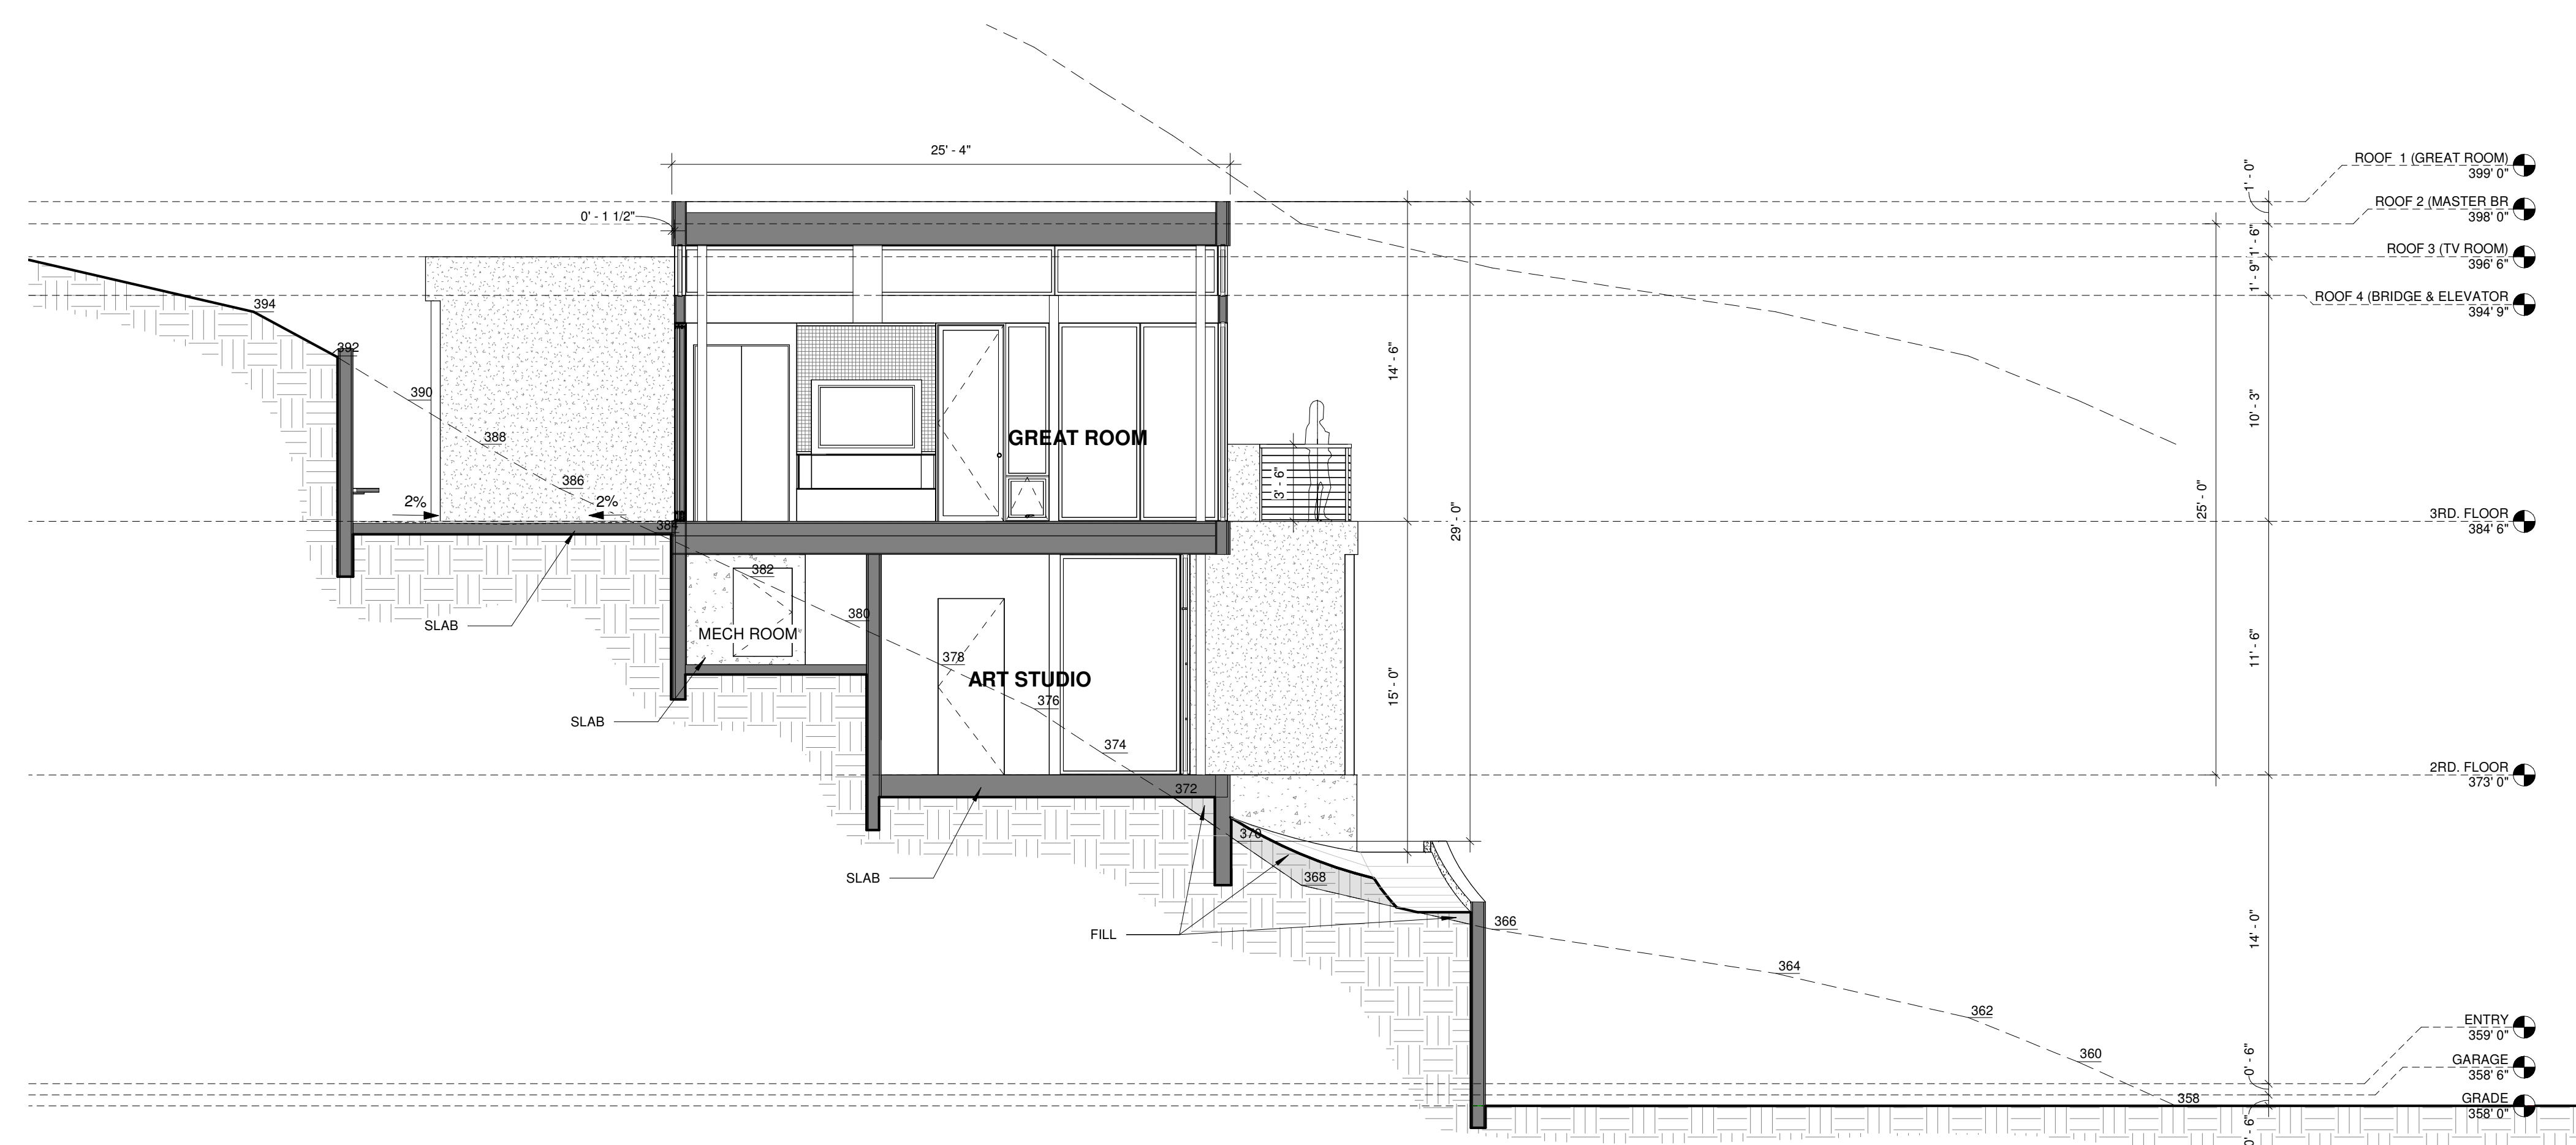 25' - 4"
0' - 1 1/2"
1' - 0"
ROOF 1 (GREAT ROOM)
399' 0"
ROOF 2 (MASTER BR
398' 0"
1' - 6"
ROOF 3 (TV ROOM)
396' 6"
1' - 9"
ROOF 4 (BRIDGE & ELEVATOR
394' 9"
394
392
390
388
386
384
382
380
378
376
374
372
370
368
366
364
362
360
358
2%
2%
GREAT ROOM
3' - 6"
14' - 6"
29' - 0"
25' - 0"
10' - 3"
3RD. FLOOR
384' 6"
SLAB
MECH ROOM
ART STUDIO
15' - 0"
11' - 6"
SLAB
2RD. FLOOR
373' 0"
SLAB
FILL
14' - 0"
ENTRY
359' 0"
0' - 6"
GARAGE
358' 6"
GRADE
358' 0"
0' - 6"